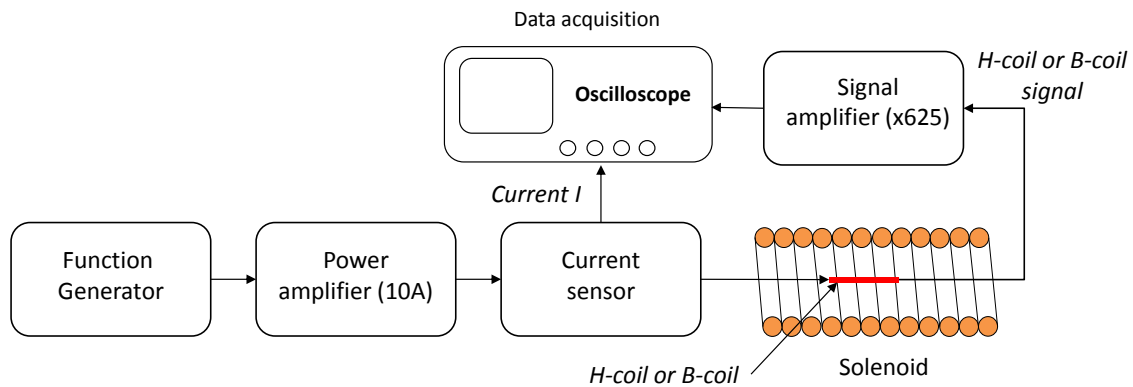 Data acquisition
Oscilloscope
Signal
amplifier (x625)
H-coil or B-coil
signal
Current I
Function
Generator
Power
amplifier (10A)
Current
sensor
H-coil or B-coil
Solenoid